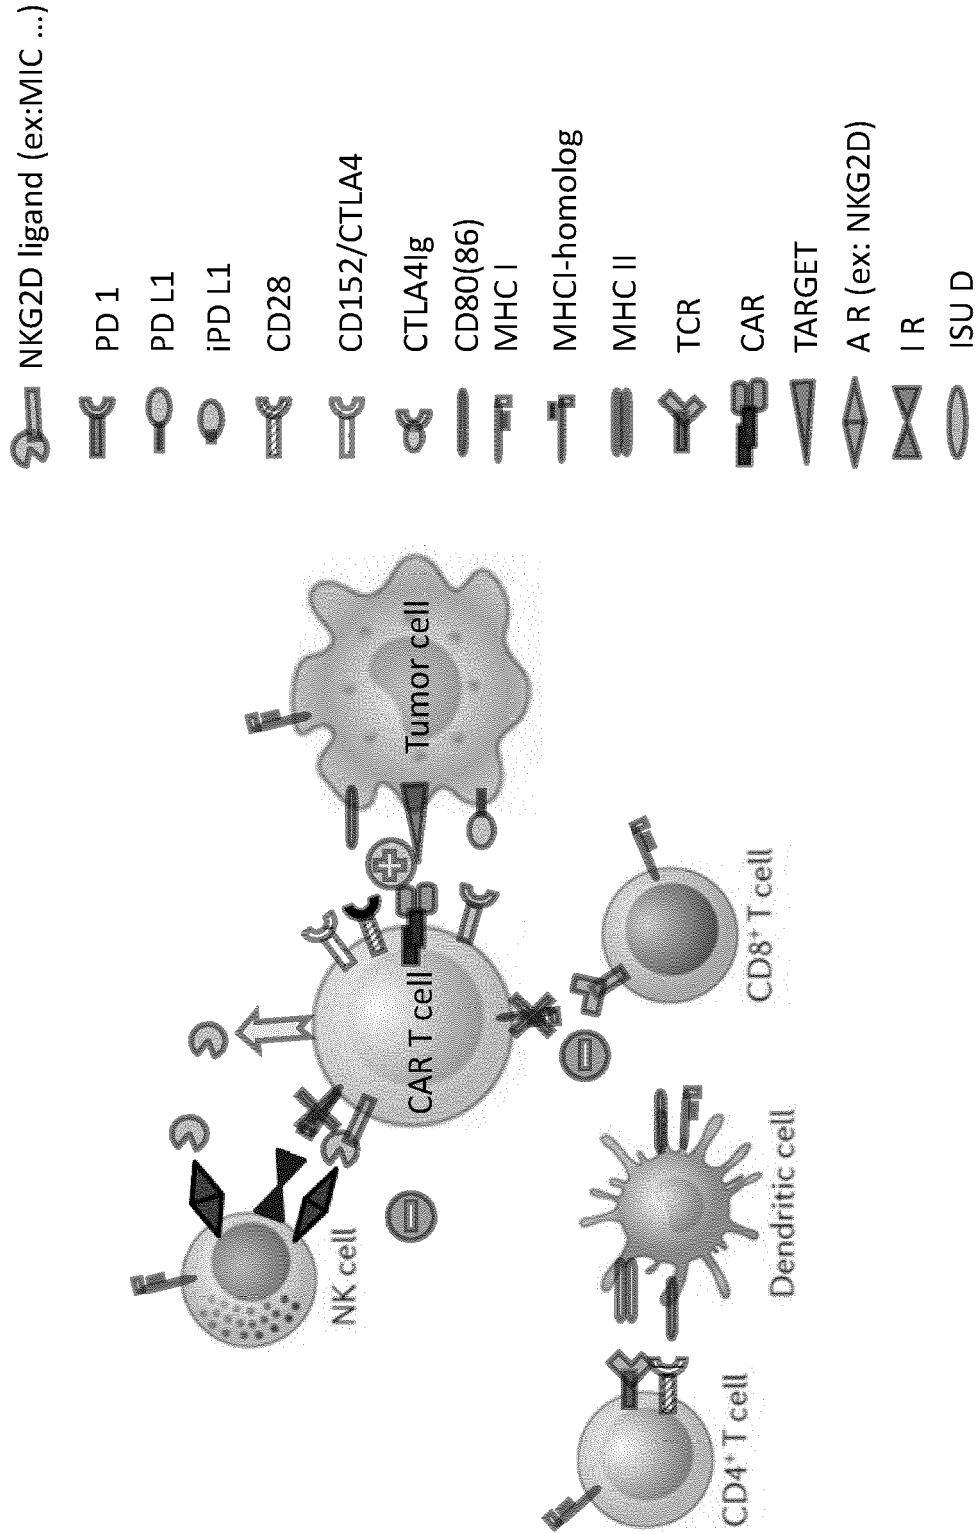 NKG2D ligand (ex:MIC ...)
PD 1
PD L1
iPD L1
CD28
CD152/CTLA4
CTLA4Ig
CD80(86)
MHC I
MHCI-homolog
MHC II
TCR
CAR
TARGET
A R (ex: NKG2D)
I R
ISU D
NK cell
CAR T cell
Tumor cell
CD4⁺ T cell
Dendritic cell
CD8⁺ T cell